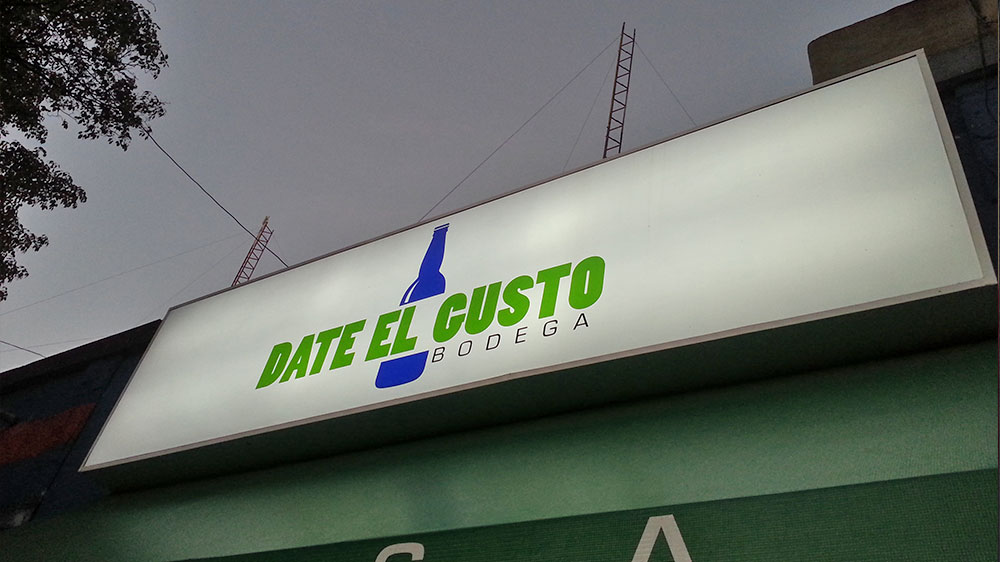 DATE EL GUSTO
BODEGA